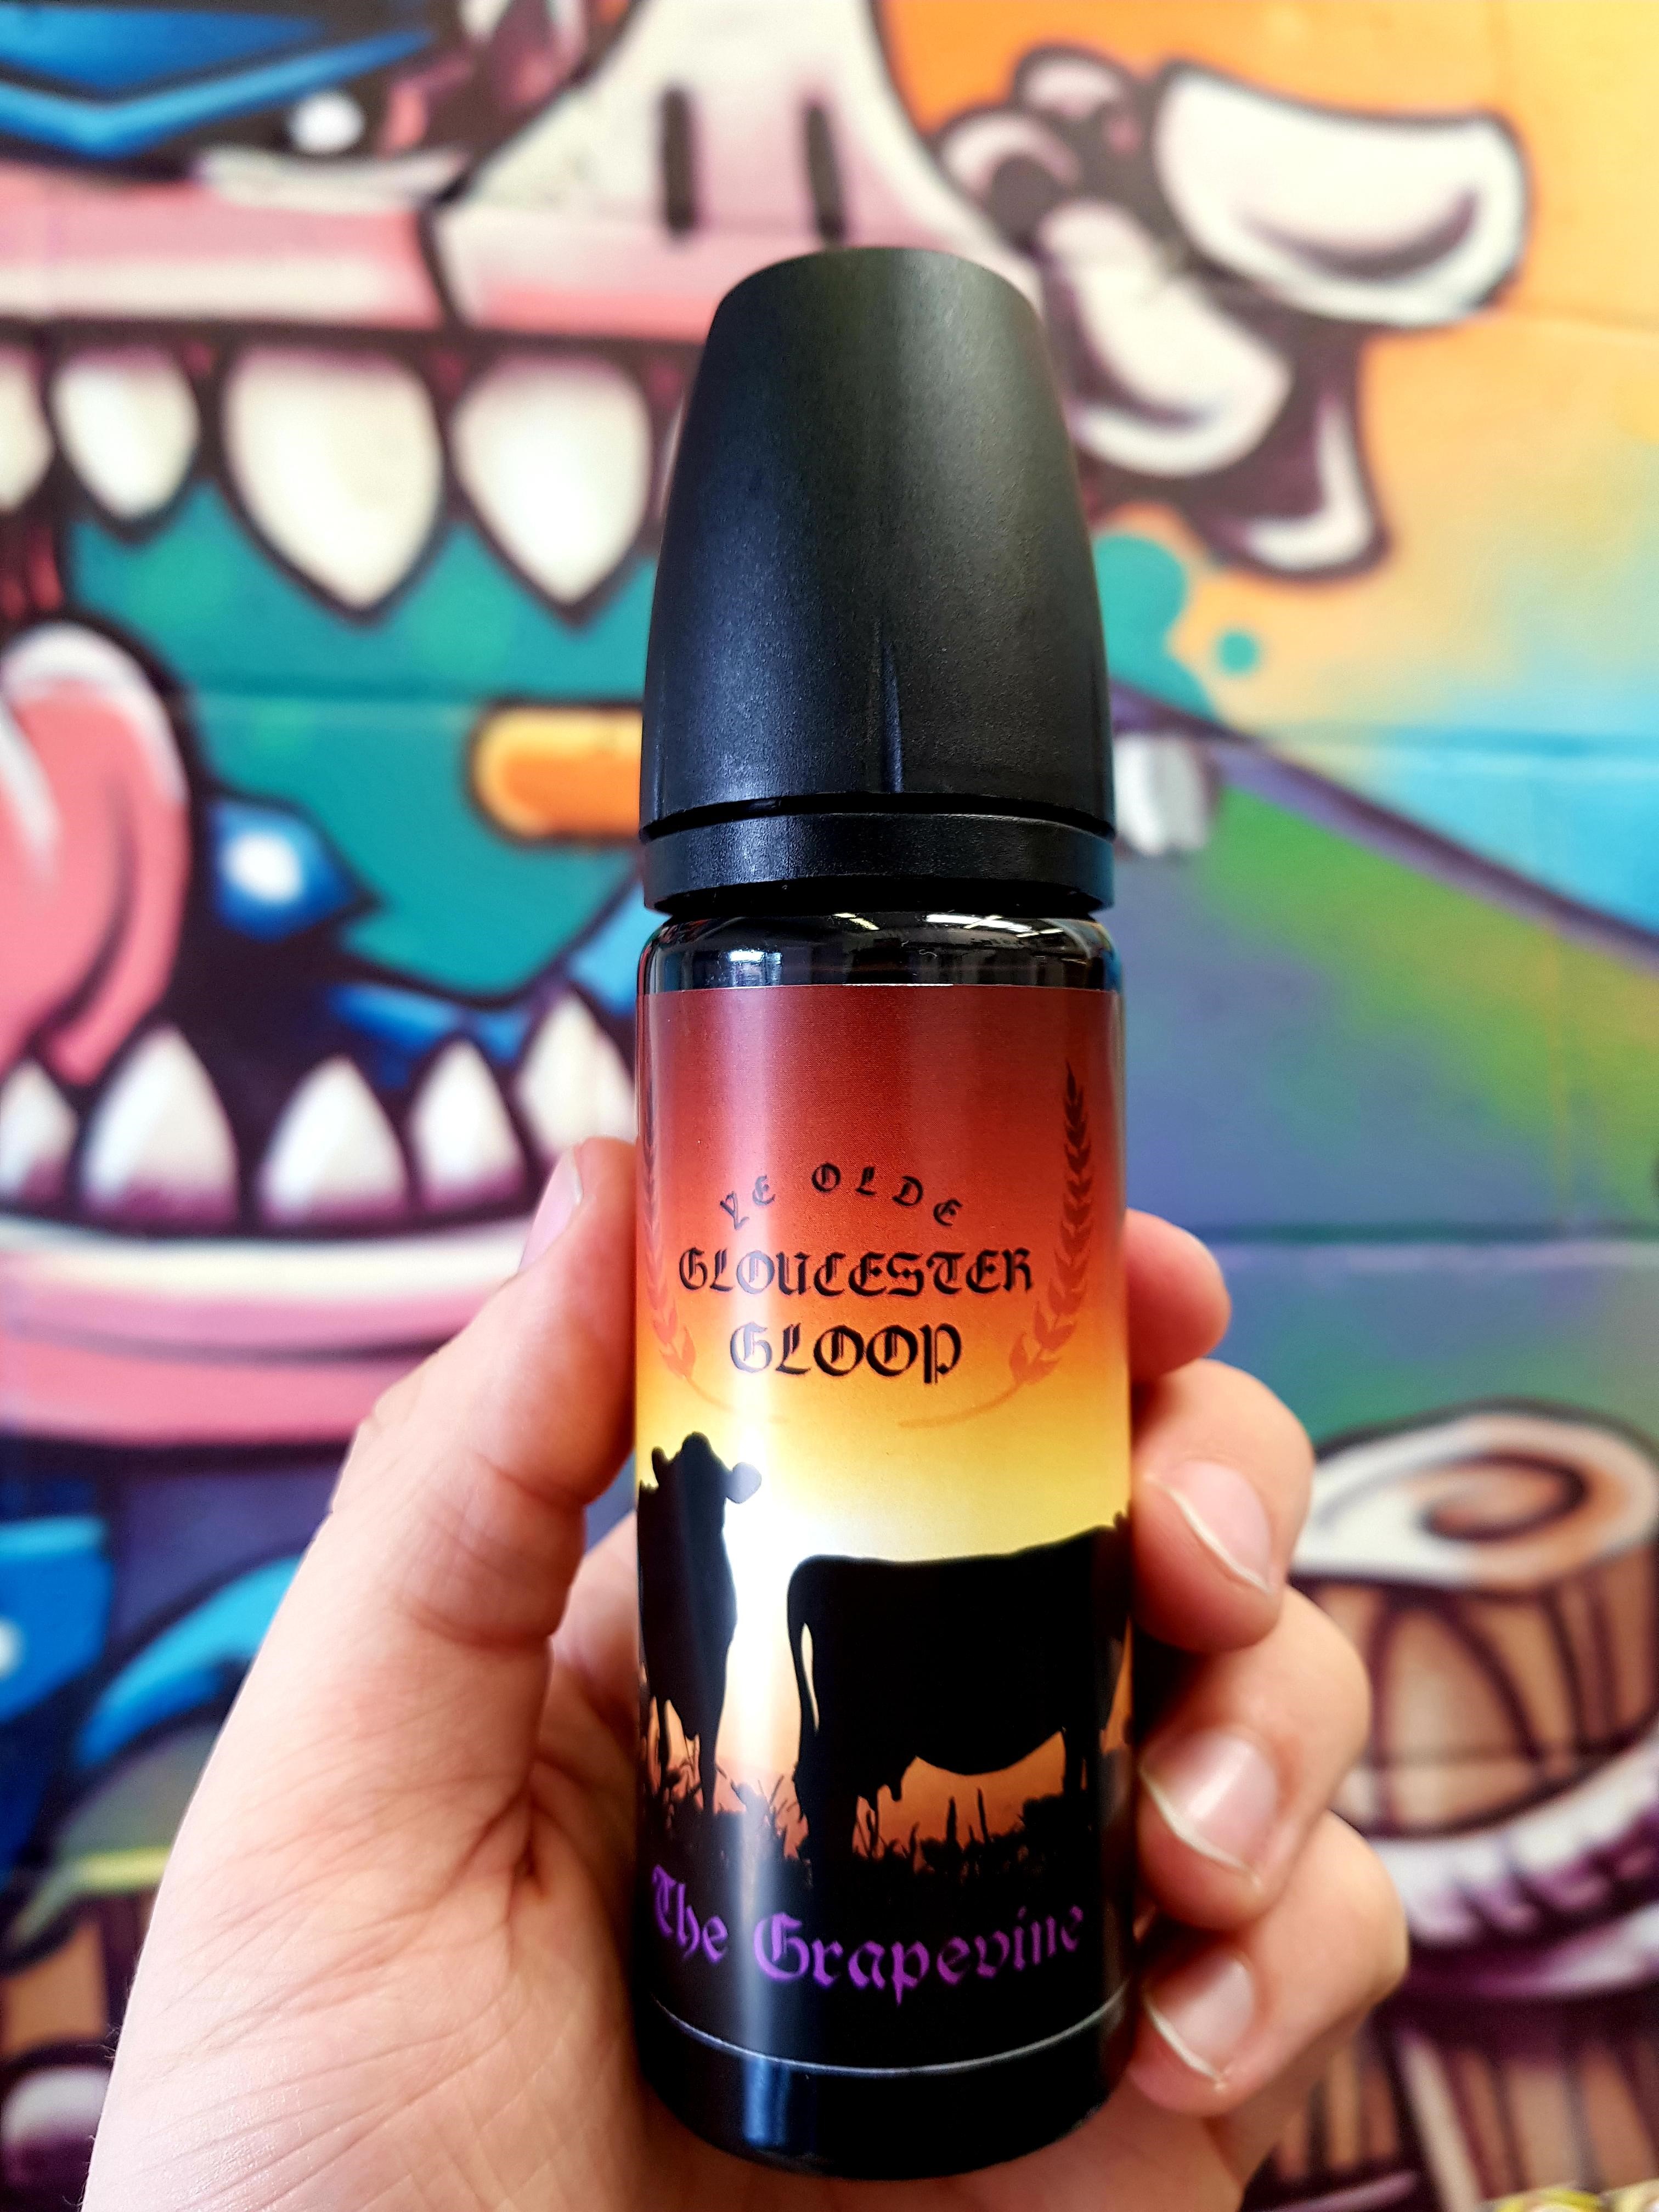 YE OLDE
GLOUCESTER
GLOOP
The Grapevine